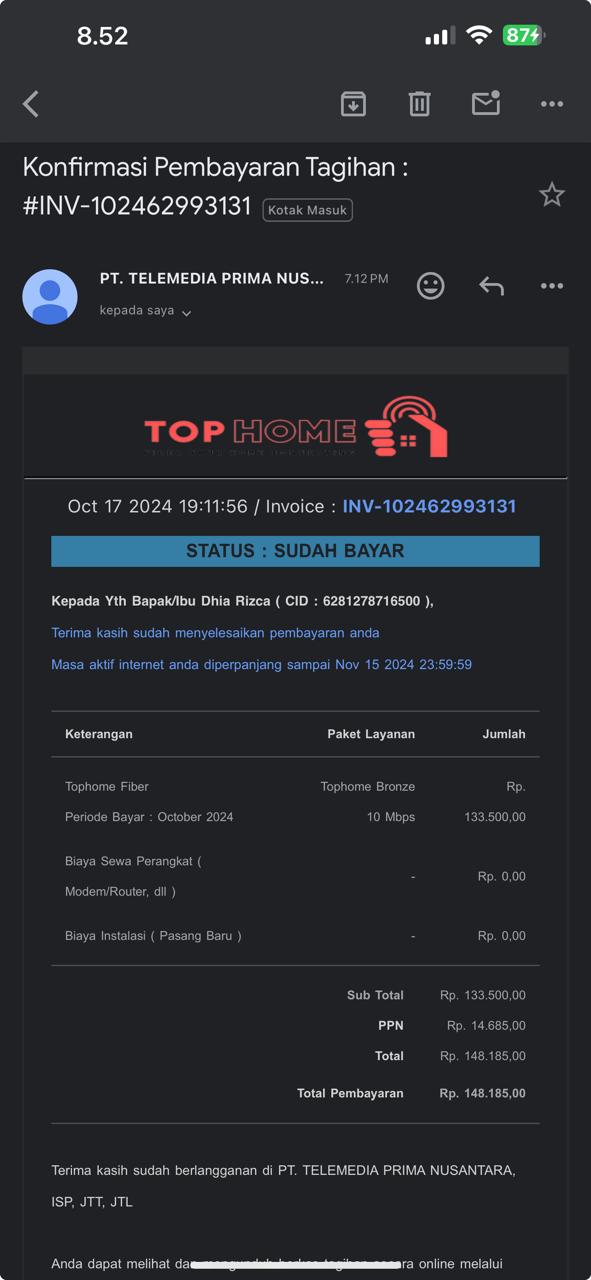 8.52
87
Konfirmasi Pembayaran Tagihan :
#INV-102462993131 Kotak Masuk
PT. TELEMEDIA PRIMA NUS... 7.12 PM
kepada saya
TOP HOME
Oct 17 2024 19:11:56 / Invoice : INV-102462993131
STATUS : SUDAH BAYAR
Kepada Yth Bapak/Ibu Dhia Rizca ( CID : 6281278716500 ),
Terima kasih sudah menyelesaikan pembayaran anda
Masa aktif internet anda diperpanjang sampai Nov 15 2024 23:59:59
Keterangan Paket Layanan Jumlah
Tophome Fiber Tophome Bronze Rp.
Periode Bayar : October 2024 10 Mbps 133.500,00
Biaya Sewa Perangkat (
Modem/Router, dll ) - Rp. 0,00
Biaya Instalasi ( Pasang Baru ) - Rp. 0,00
Sub Total Rp. 133.500,00
PPN Rp. 14.685,00
Total Rp. 148.185,00
Total Pembayaran Rp. 148.185,00
Terima kasih sudah berlangganan di PT. TELEMEDIA PRIMA NUSANTARA,
ISP, JTT, JTL
Anda dapat melihat dan mengunduh berkas tagihan secara online melalui